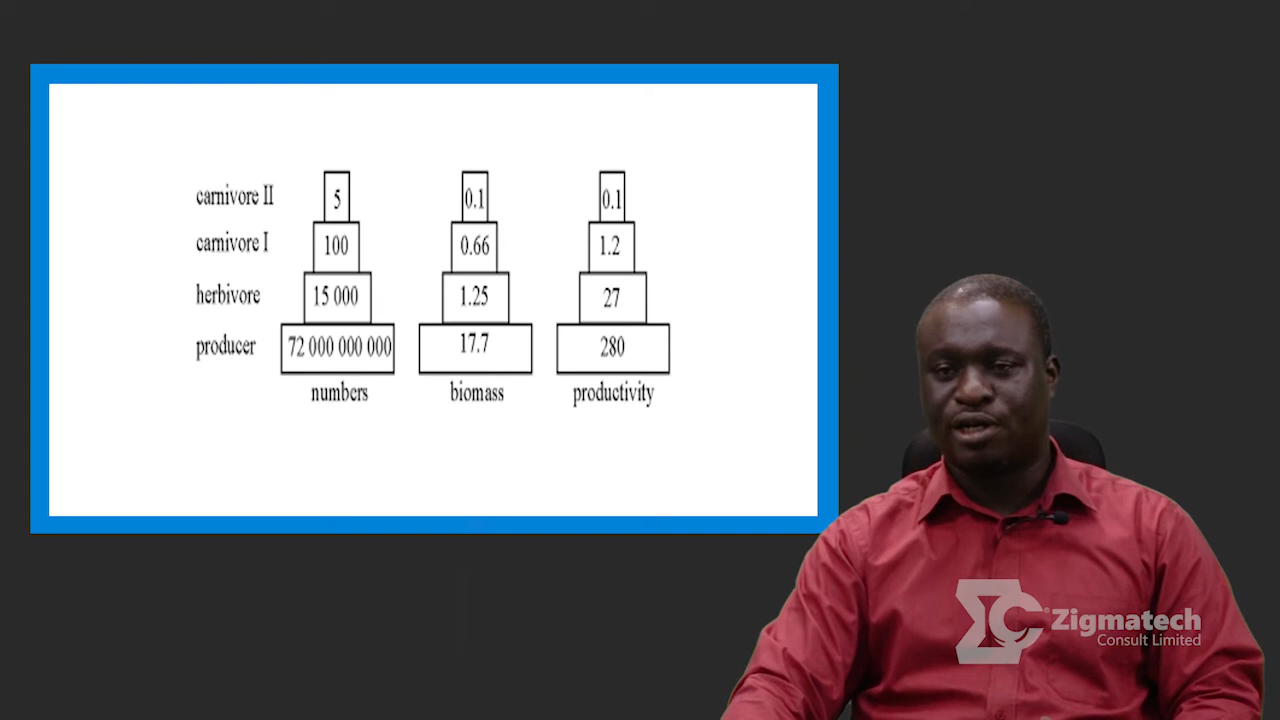 carnivore II 5 0.1 0.1
carnivore I 100 0.66 1.2
herbivore 15 000 1.25 27
producer 72 000 000 000 17.7 280
numbers biomass productivity
Zigmatech
Consult Limited